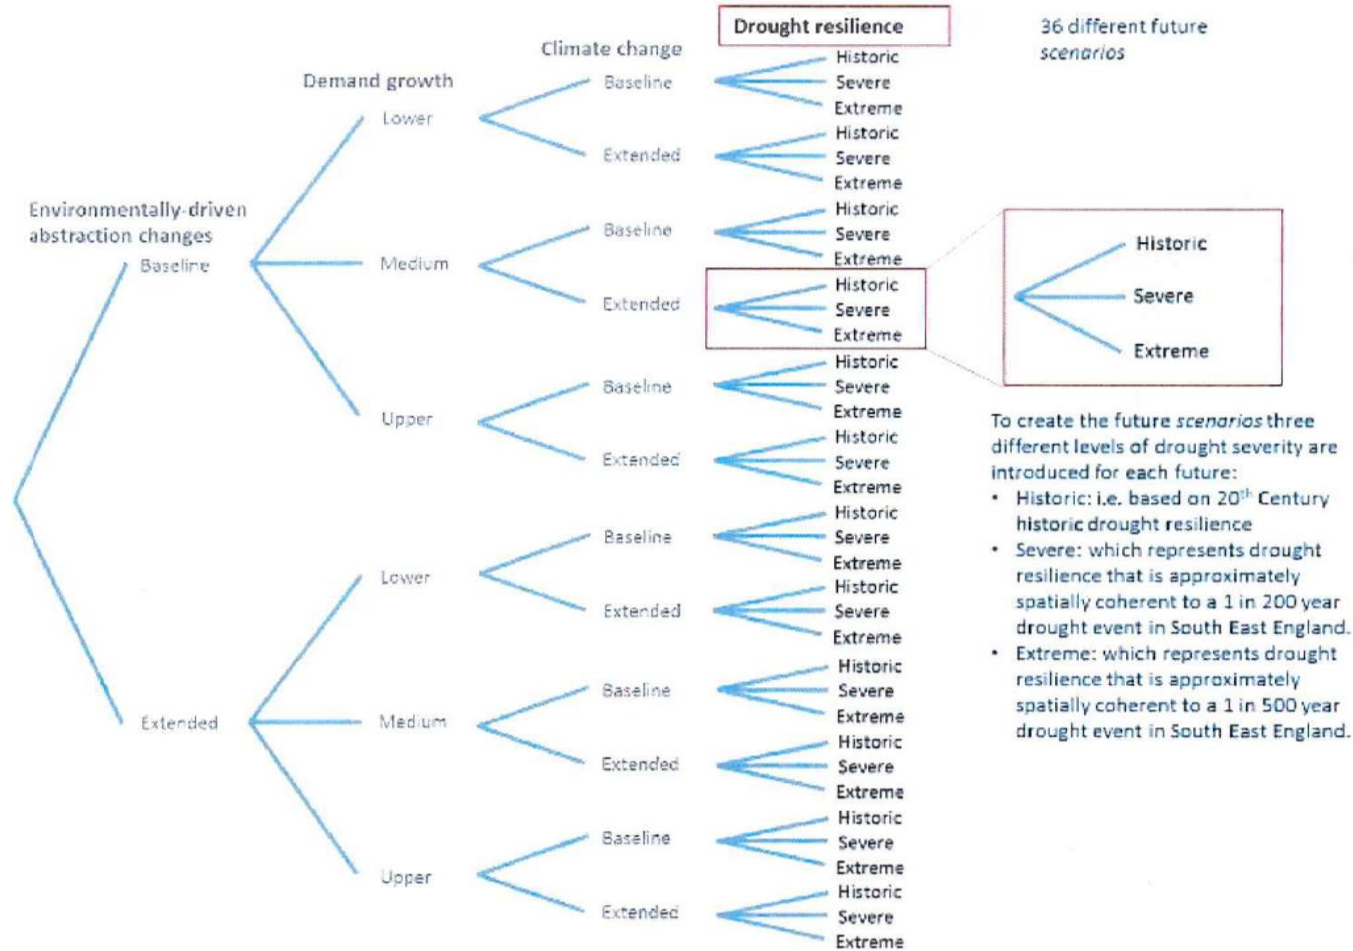 Drought resilience
36 different future
scenarios
Climate change
Demand growth
Environmentally-driven
abstraction changes
Baseline
Lower
Baseline
Historic
Severe
Extreme
Extended
Historic
Severe
Extreme
Medium
Baseline
Historic
Severe
Extreme
Extended
Historic
Severe
Extreme
Upper
Baseline
Historic
Severe
Extreme
Extended
Historic
Severe
Extreme
Extended
Lower
Baseline
Historic
Severe
Extreme
Extended
Historic
Severe
Extreme
Medium
Baseline
Historic
Severe
Extreme
Extended
Historic
Severe
Extreme
Upper
Baseline
Historic
Severe
Extreme
Extended
Historic
Severe
Extreme
Historic
Severe
Extreme
To create the future scenarios three
different levels of drought severity are
introduced for each future:
• Historic: i.e. based on 20th Century
historic drought resilience
• Severe: which represents drought
resilience that is approximately
spatially coherent to a 1 in 200 year
drought event in South East England.
• Extreme: which represents drought
resilience that is approximately
spatially coherent to a 1 in 500 year
drought event in South East England.